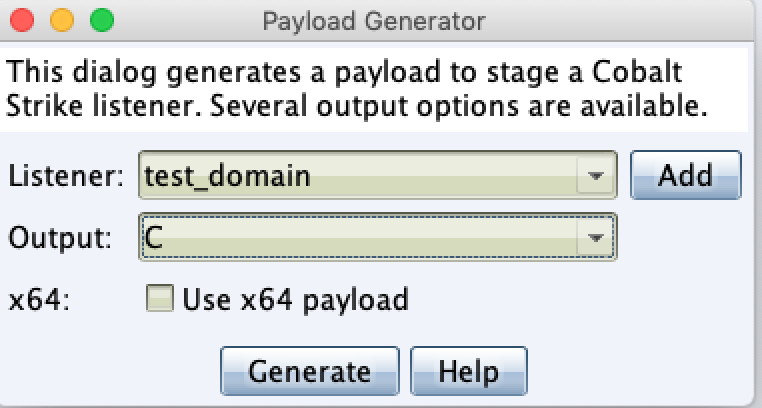 Payload Generator
This dialog generates a payload to stage a Cobalt
Strike listener. Several output options are available.
Listener: test_domain Add
Output: C
x64: Use x64 payload
Generate Help